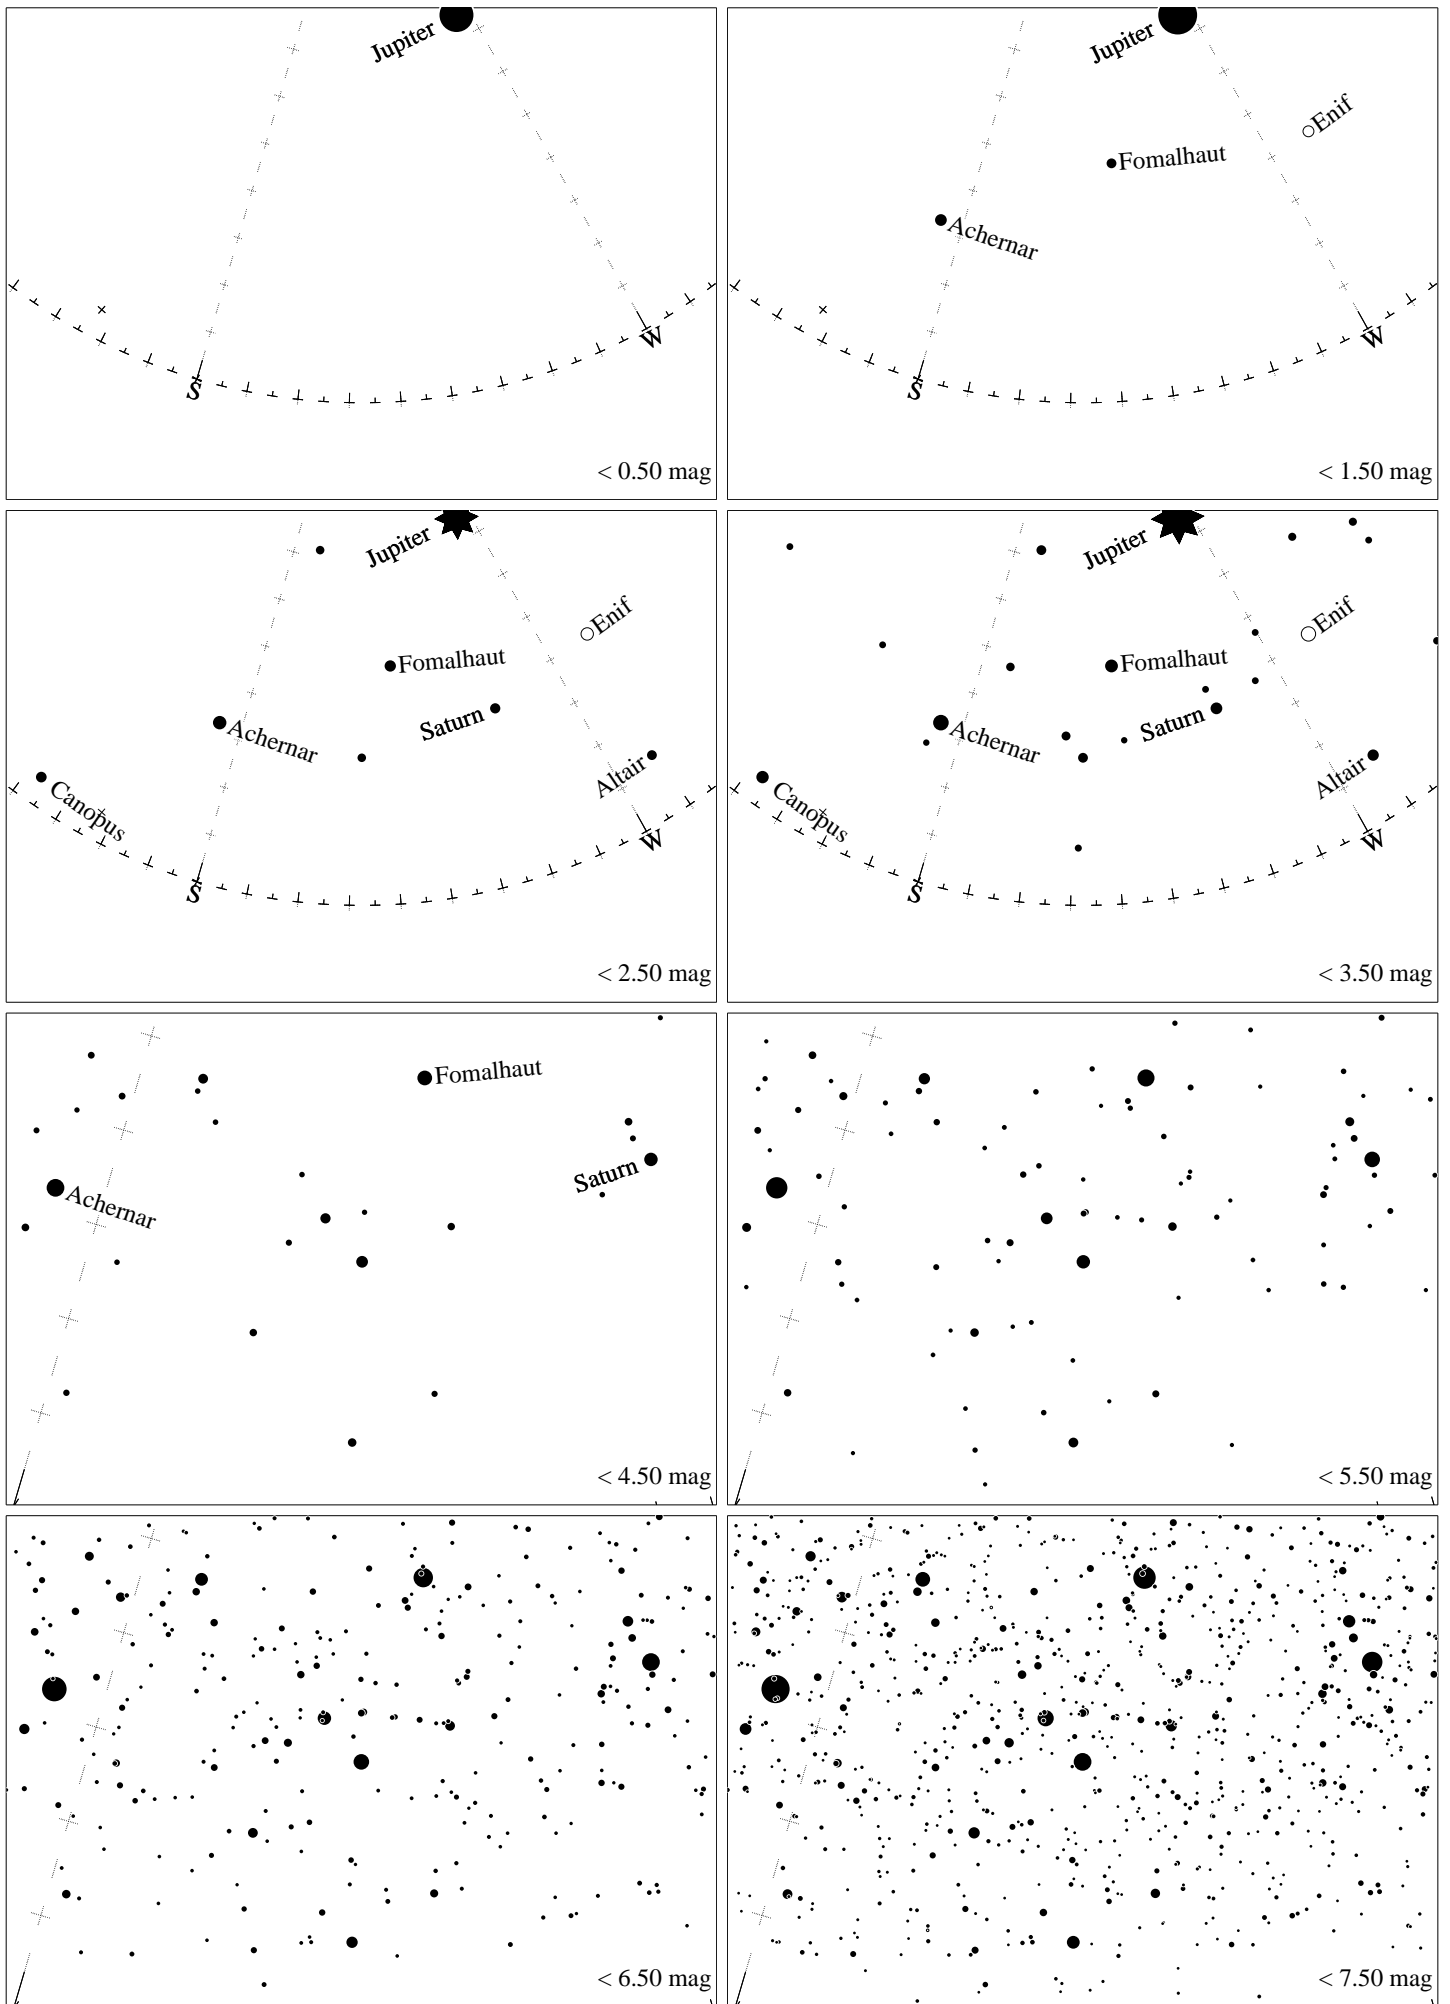 Jupiter
S
W
< 0.50 mag
Jupiter
Enif
Fomalhaut
Achernar
S
W
< 1.50 mag
Jupiter
Enif
Fomalhaut
Saturn
Achernar
Altair
Canopus
S
W
< 2.50 mag
Jupiter
Enif
Fomalhaut
Saturn
Achernar
Altair
Canopus
S
W
< 3.50 mag
Fomalhaut
Saturn
Achernar
< 4.50 mag
< 5.50 mag
< 6.50 mag
< 7.50 mag